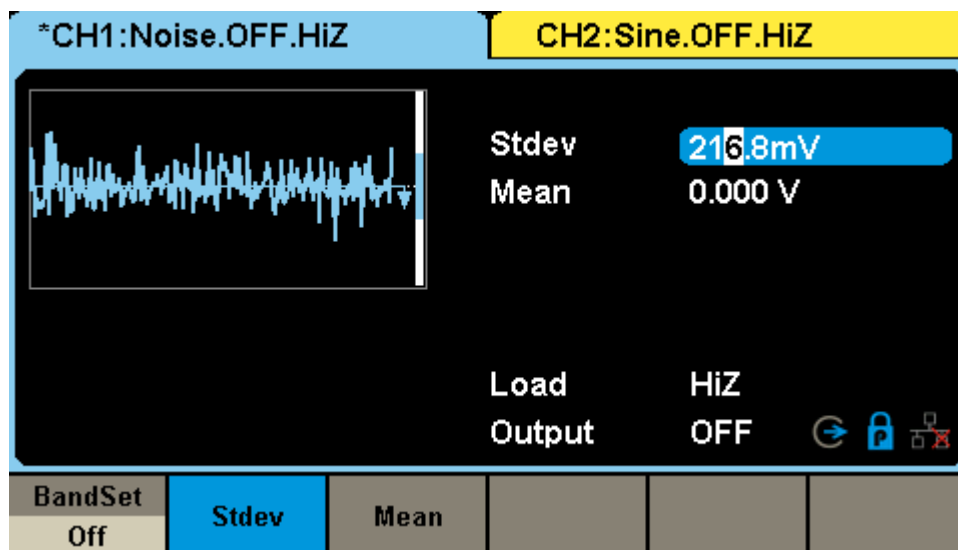 *CH1:Noise.OFF.HiZ
CH2:Sine.OFF.HiZ
Stdev 216.8mV
Mean 0.000 V
Load HiZ
Output OFF
P
BandSet
Off
Stdev
Mean